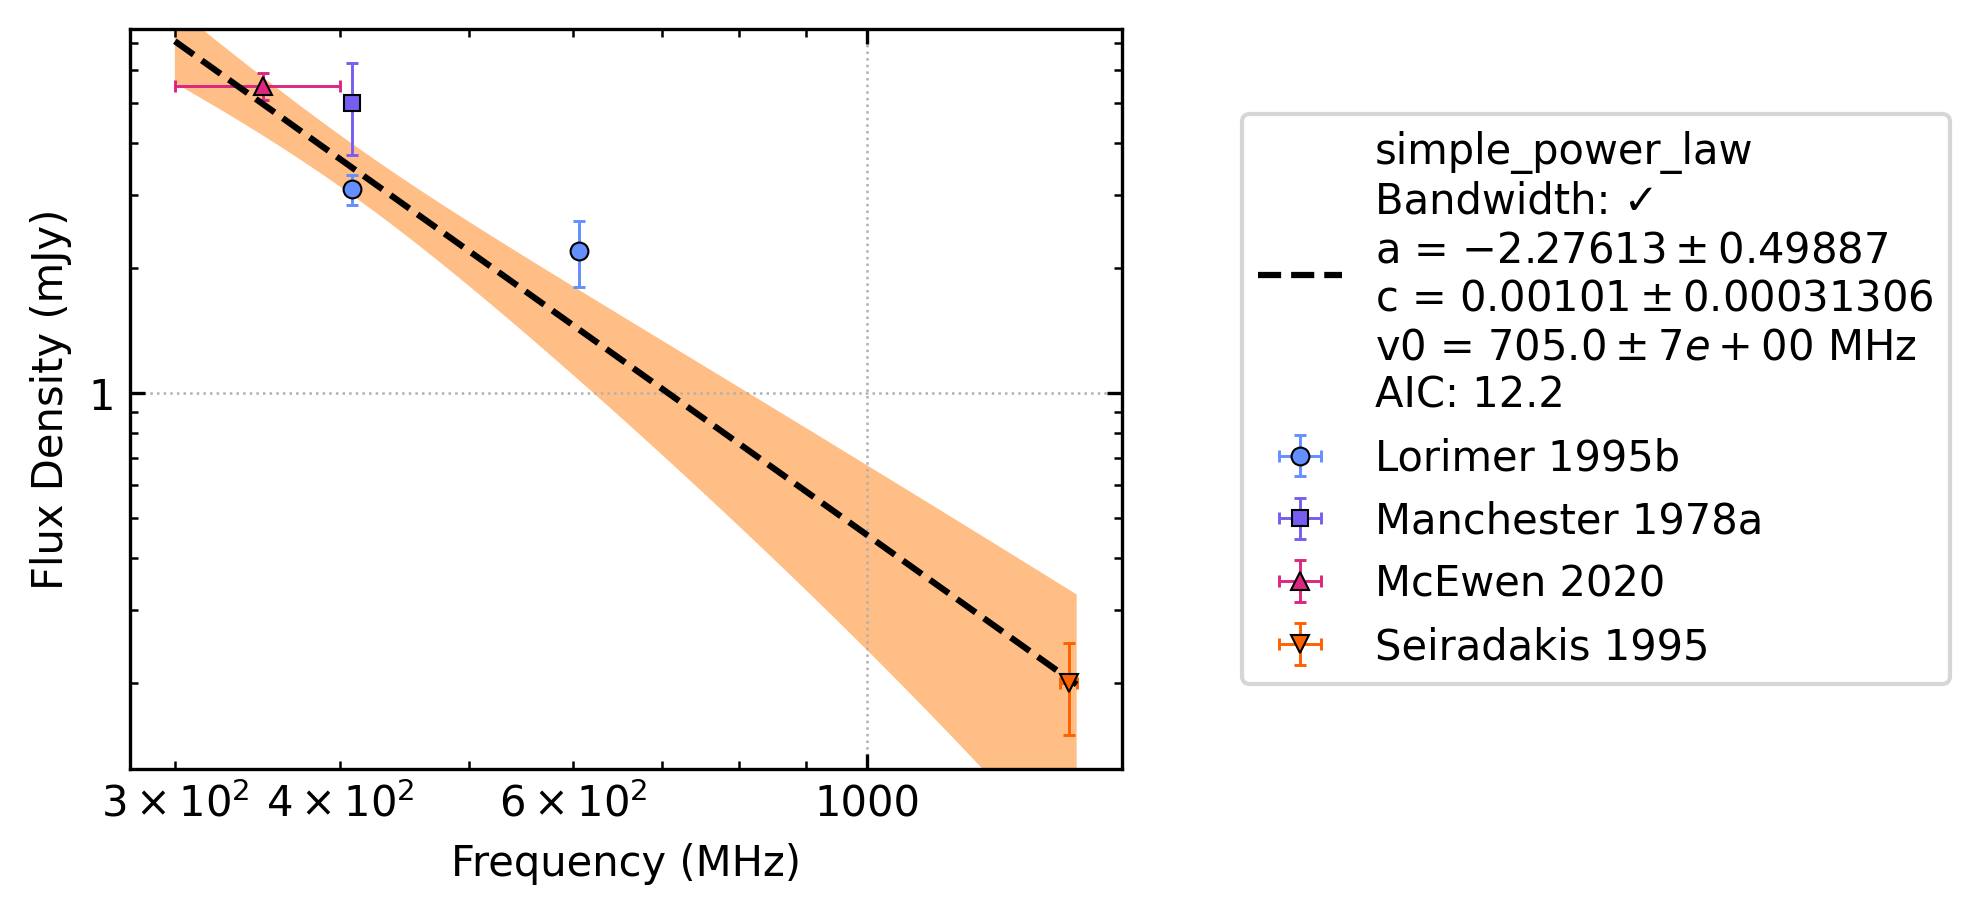 Flux Density (mJy)
1
3 × 10² 4 × 10² 6 × 10² 1000
Frequency (MHz)
simple_power_law
Bandwidth: ✓
a = −2.27613 ± 0.49887
c = 0.00101 ± 0.00031306
v0 = 705.0 ± 7e + 00 MHz
AIC: 12.2
Lorimer 1995b
Manchester 1978a
McEwen 2020
Seiradakis 1995